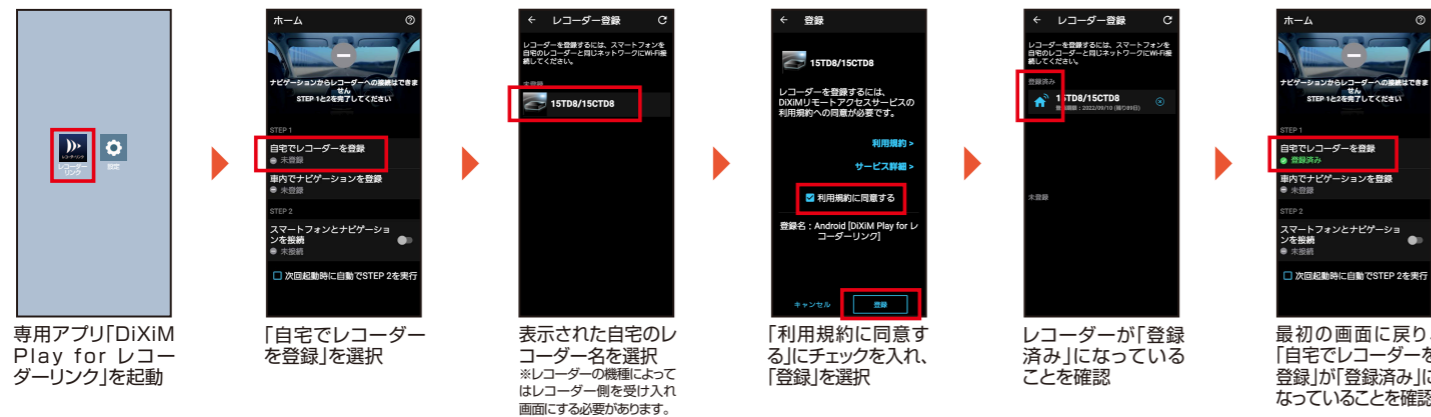 レコーダーリンク
レコーダー
リンク
設定
専用アプリ「DiXiM
Play for レコー
ダーリンク」を起動
ホーム
ナビゲーションからレコーダーへの接続はできま
せん
STEP 1と2を完了してください
STEP 1
自宅でレコーダーを登録
未登録
車内でナビゲーションを登録
未登録
STEP 2
スマートフォンとナビゲーショ
ンを接続
未接続
次回起動時に自動でSTEP 2を実行
「自宅でレコーダー
を登録」を選択
レコーダー登録
レコーダーを登録するには、スマートフォンを
自宅のレコーダーと同じネットワークにWi-Fi接
続してください。
未登録
15TD8/15CTD8
表示された自宅のレ
コーダー名を選択
※レコーダーの機種によって
はレコーダー側を受け入れ
画面にする必要があります。
登録
15TD8/15CTD8
レコーダーを登録するには、
DiXiMリモートアクセスサービスの
利用規約への同意が必要です。
利用規約 >
サービス詳細 >
利用規約に同意する
登録名：Android [DiXiM Play for レ
コーダーリンク]
キャンセル
登録
「利用規約に同意す
る」にチェックを入れ、
「登録」を選択
レコーダー登録
レコーダーを登録するには、スマートフォンを
自宅のレコーダーと同じネットワークにWi-Fi接
続してください。
登録済み
15TD8/15CTD8
登録期限：2022/09/10 (残り89日)
未登録
レコーダーが「登録
済み」になっている
ことを確認
ホーム
ナビゲーションからレコーダーへの接続はできま
せん
STEP 1と2を完了してください
STEP 1
自宅でレコーダーを登録
登録済み
車内でナビゲーションを登録
未登録
STEP 2
スマートフォンとナビゲーショ
ンを接続
未接続
次回起動時に自動でSTEP 2を実行
最初の画面に戻り、
「自宅でレコーダーを
登録」が「登録済み」に
なっていることを確認